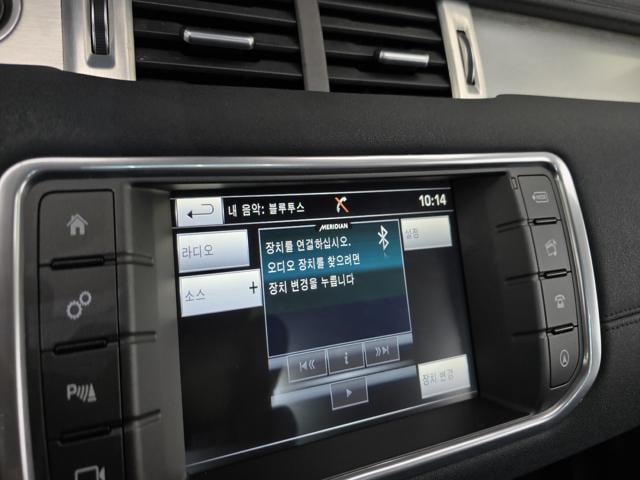 내 음악: 블루투스
10:14
MERIDIAN
라디오
장치를 연결하십시오.
오디오 장치를 찾으려면
장치 변경을 누릅니다
설정
소스 +
i
장치 변경
P